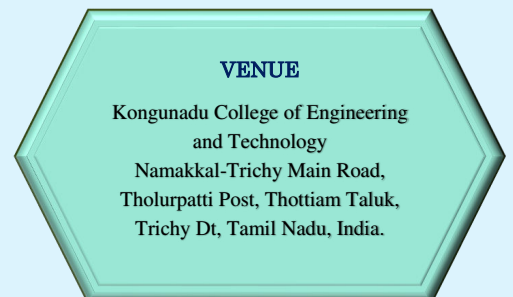 VENUE
Kongunadu College of Engineering
and Technology
Namakkal-Trichy Main Road,
Tholurpatti Post, Thottiam Taluk,
Trichy Dt, Tamil Nadu, India.